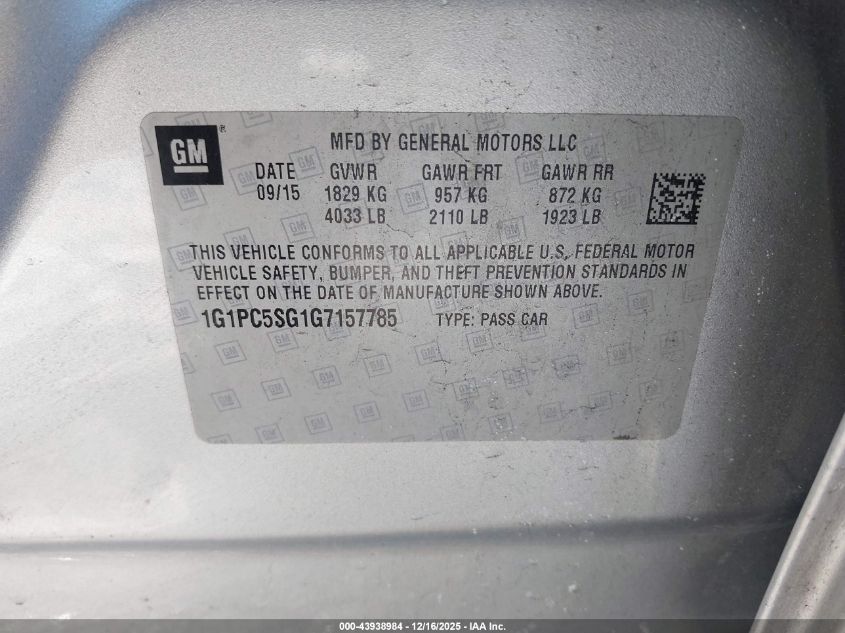 GM ®
MFD BY GENERAL MOTORS LLC
DATE GVWR GAWR FRT GAWR RR
09/15 1829 KG 957 KG 872 KG
4033 LB 2110 LB 1923 LB
THIS VEHICLE CONFORMS TO ALL APPLICABLE U.S. FEDERAL MOTOR
VEHICLE SAFETY, BUMPER, AND THEFT PREVENTION STANDARDS IN
EFFECT ON THE DATE OF MANUFACTURE SHOWN ABOVE.
1G1PC5SG1G7157785 TYPE: PASS CAR
000-43938984 - 12/16/2025 - IAA Inc.